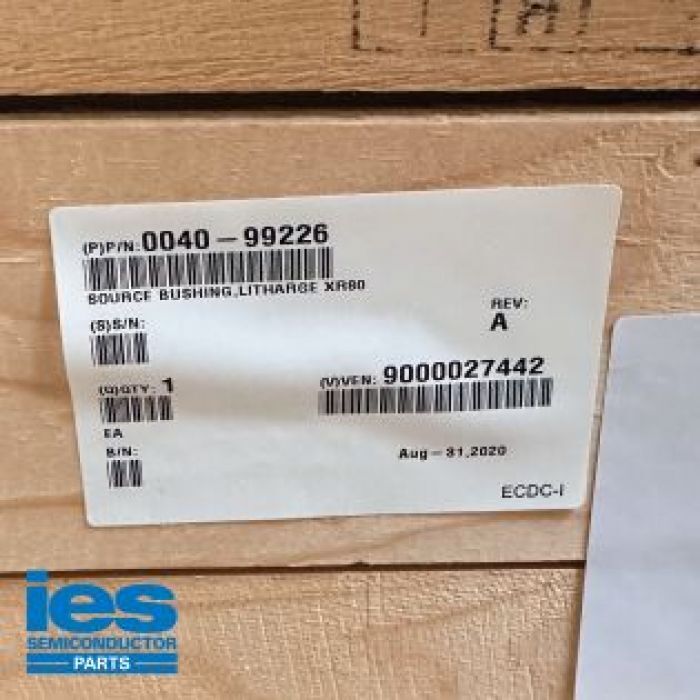 (P)P/N: 0040-99226
SOURCE BUSHING,LITHARGE XR80
(S)S/N:
REV:
A
(Q)QTY: 1
(V)VEN: 9000027442
EA
B/N:
Aug-31,2020
ECDC-I
ies
SEMICONDUCTOR
PARTS